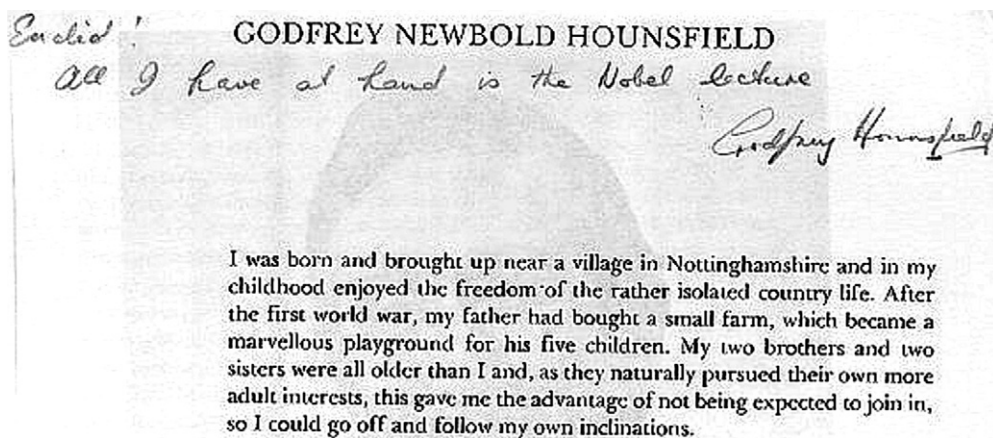 Euclid!
GODFREY NEWBOLD HOUNSFIELD
All I have at hand is the Nobel lecture
Godfrey Hounsfield
I was born and brought up near a village in Nottinghamshire and in my
childhood enjoyed the freedom of the rather isolated country life. After
the first world war, my father had bought a small farm, which became a
marvellous playground for his five children. My two brothers and two
sisters were all older than I and, as they naturally pursued their own more
adult interests, this gave me the advantage of not being expected to join in,
so I could go off and follow my own inclinations.